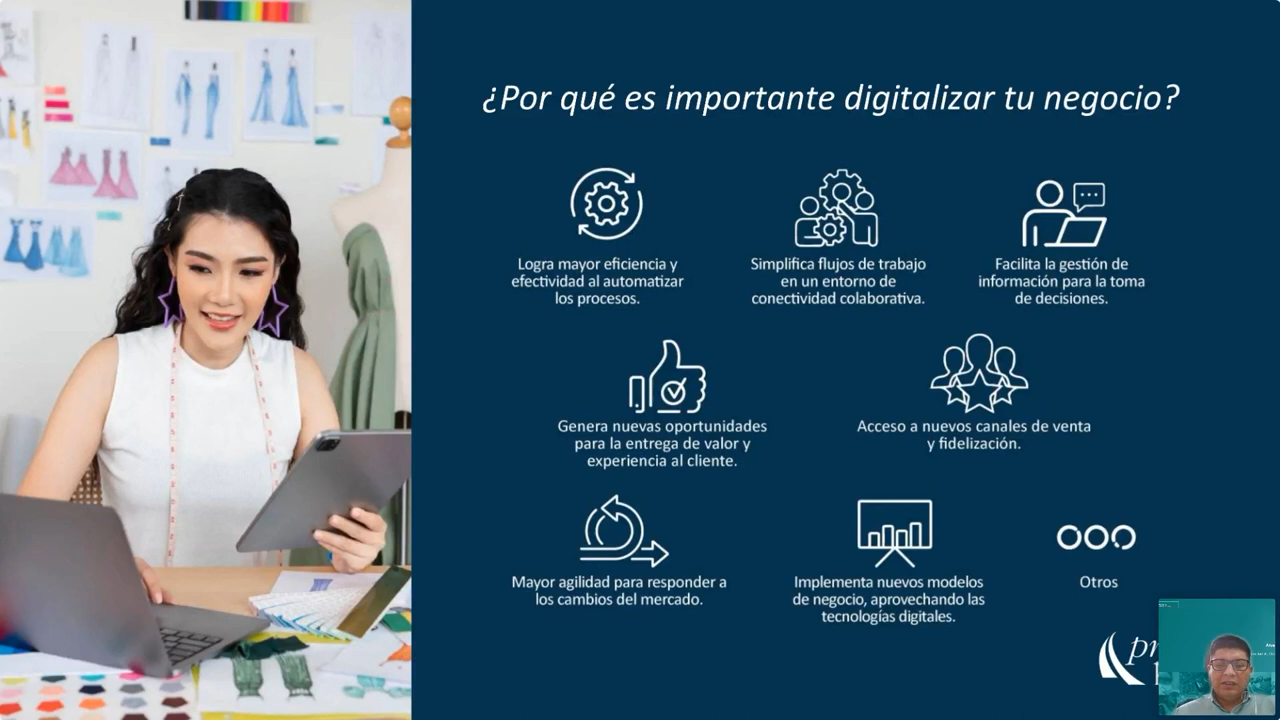 ¿Por qué es importante digitalizar tu negocio?
Logra mayor eficiencia y
efectividad al automatizar
los procesos.
Simplifica flujos de trabajo
en un entorno de
conectividad colaborativa.
Facilita la gestión de
información para la toma
de decisiones.
Genera nuevas oportunidades
para la entrega de valor y
experiencia al cliente.
Acceso a nuevos canales de venta
y fidelización.
Mayor agilidad para responder a
los cambios del mercado.
Implementa nuevos modelos
de negocio, aprovechando las
tecnologías digitales.
Otros